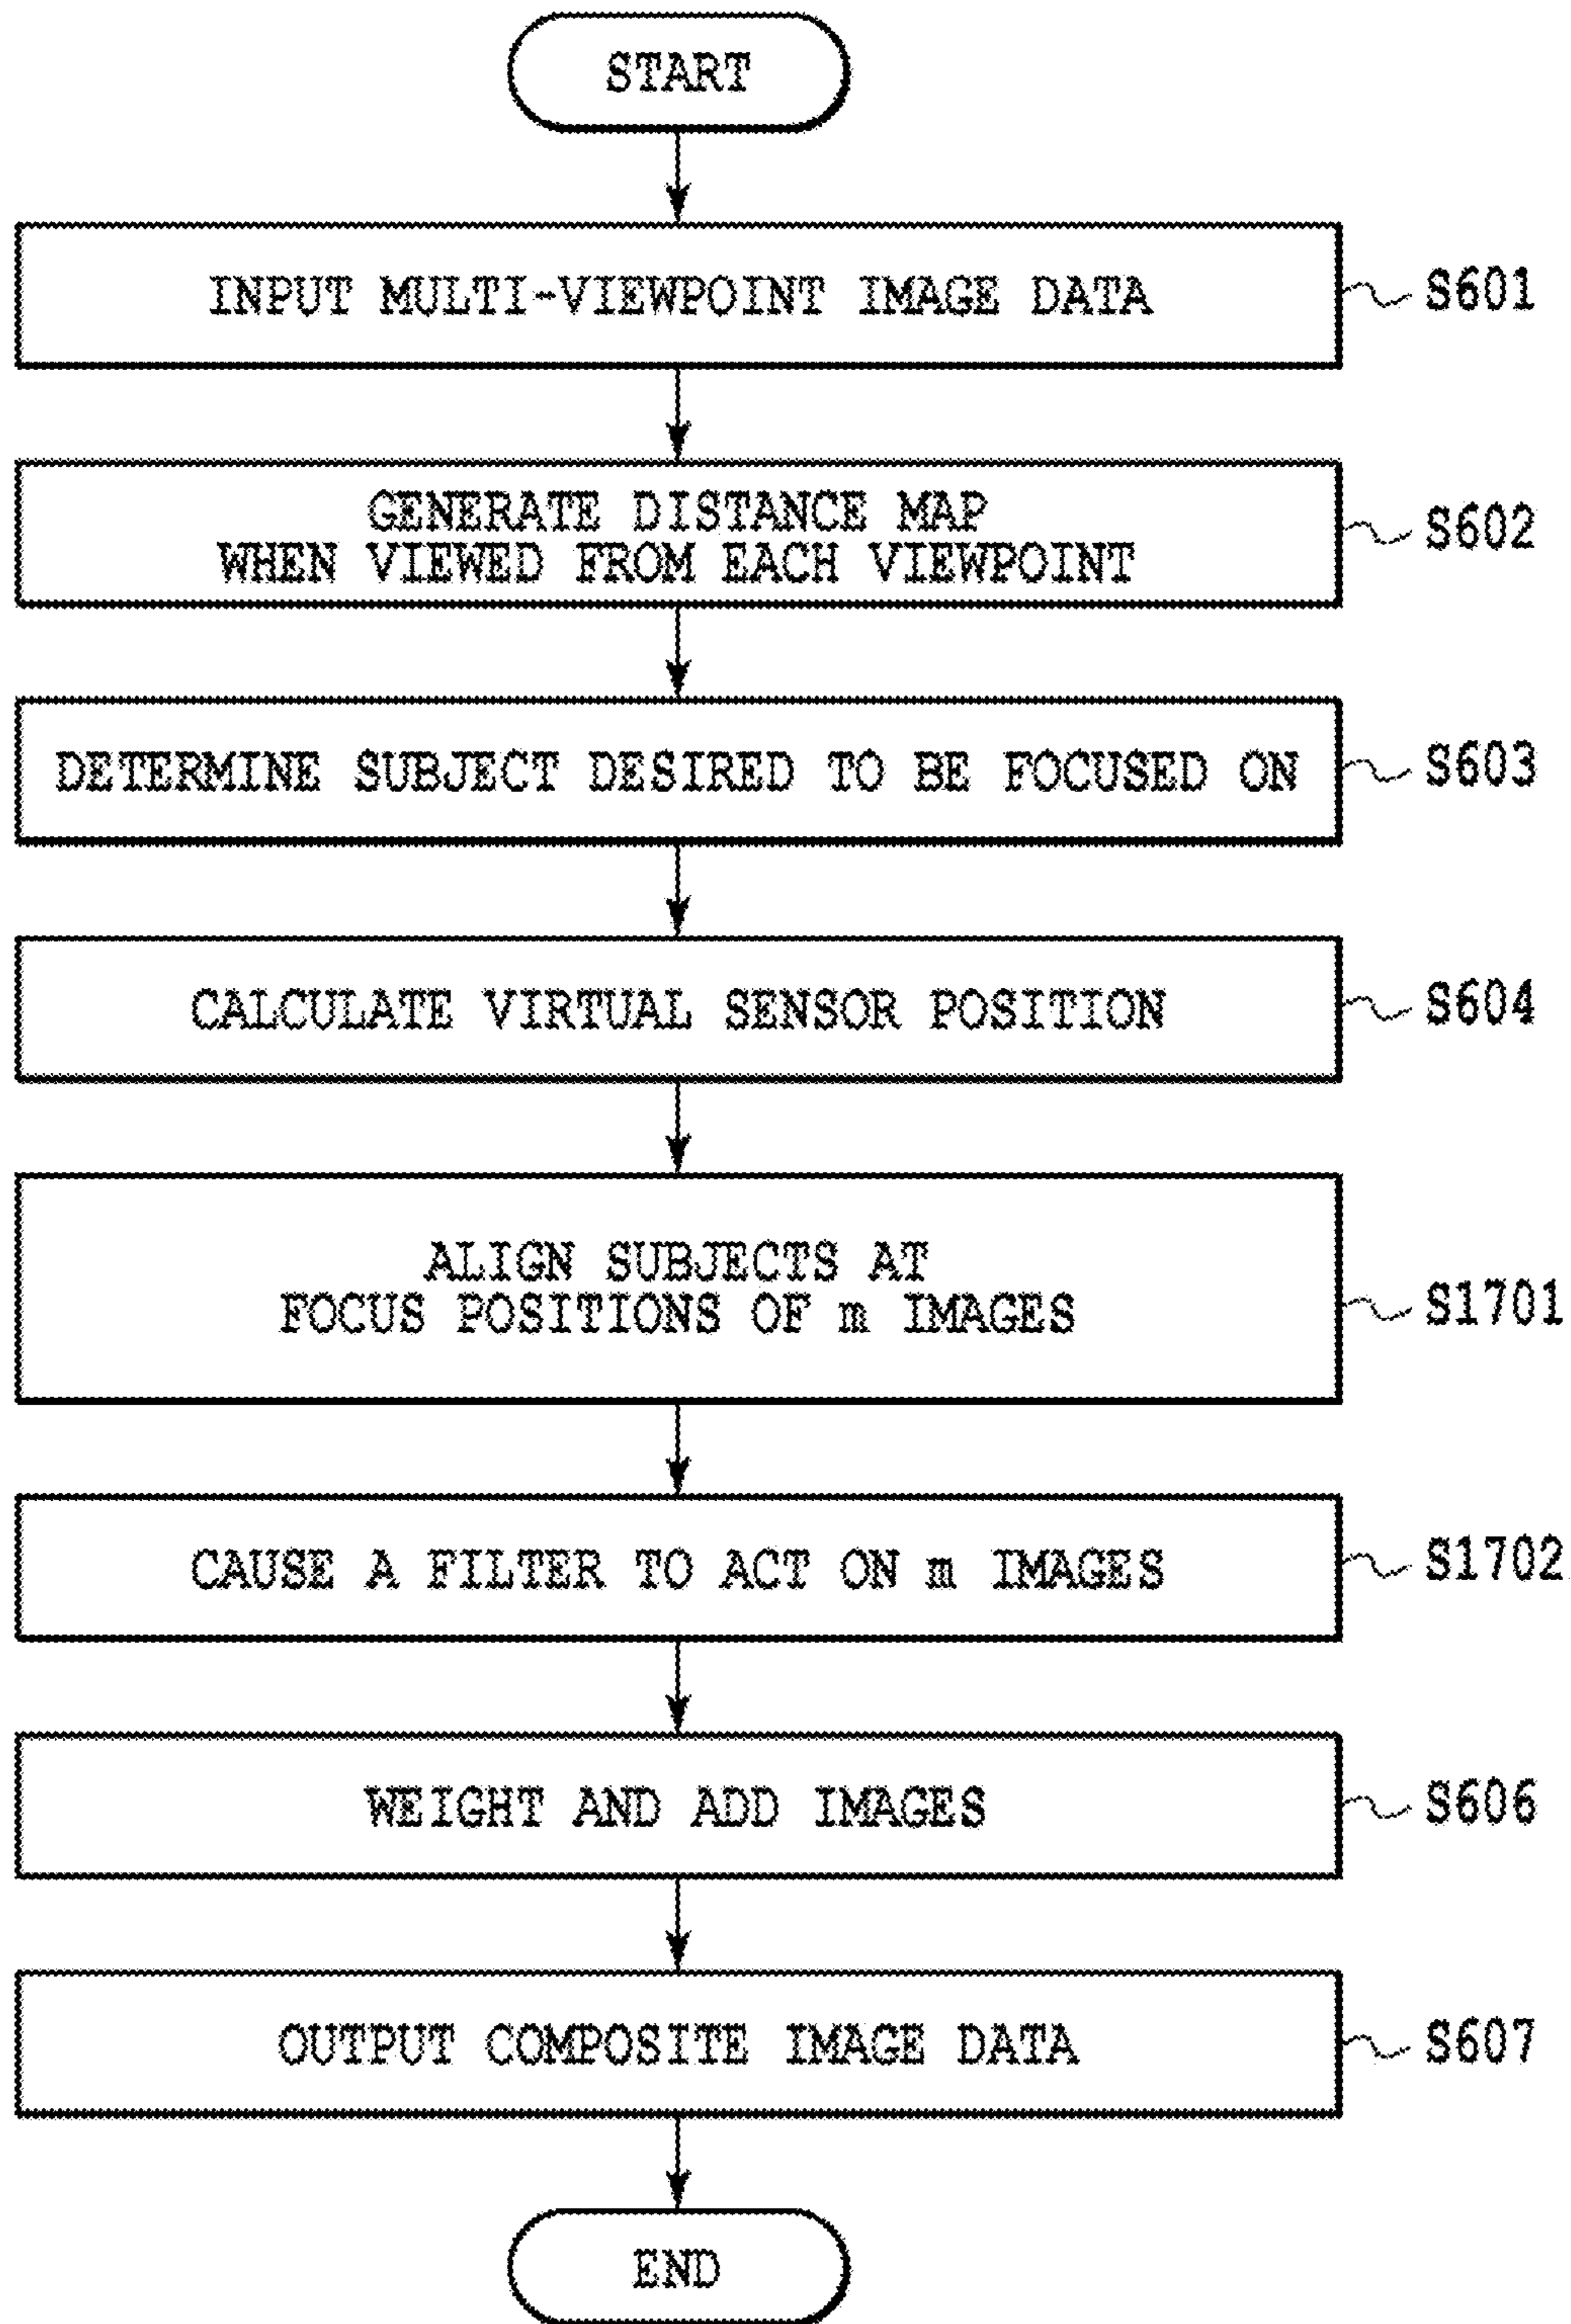 START
INPUT MULTI-VIEWPOINT IMAGE DATA
S601
GENERATE DISTANCE MAP
WHEN VIEWED FROM EACH VIEWPOINT
S602
DETERMINE SUBJECT DESIRED TO BE FOCUSED ON
S603
CALCULATE VIRTUAL SENSOR POSITION
S604
ALIGN SUBJECTS AT
FOCUS POSITIONS OF m IMAGES
S1701
CAUSE A FILTER TO ACT ON m IMAGES
S1702
WEIGHT AND ADD IMAGES
S606
OUTPUT COMPOSITE IMAGE DATA
S607
END